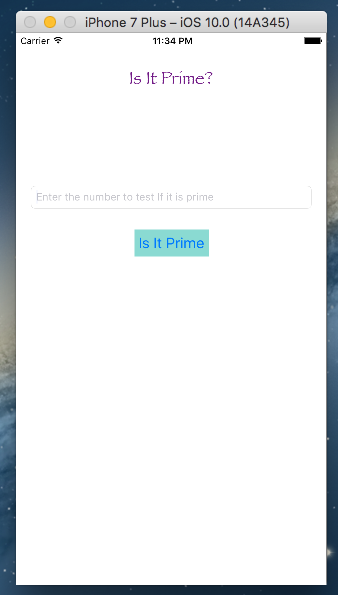 iPhone 7 Plus – iOS 10.0 (14A345)
Carrier 11:34 PM
Is It Prime?
Enter the number to test If it is prime
Is It Prime